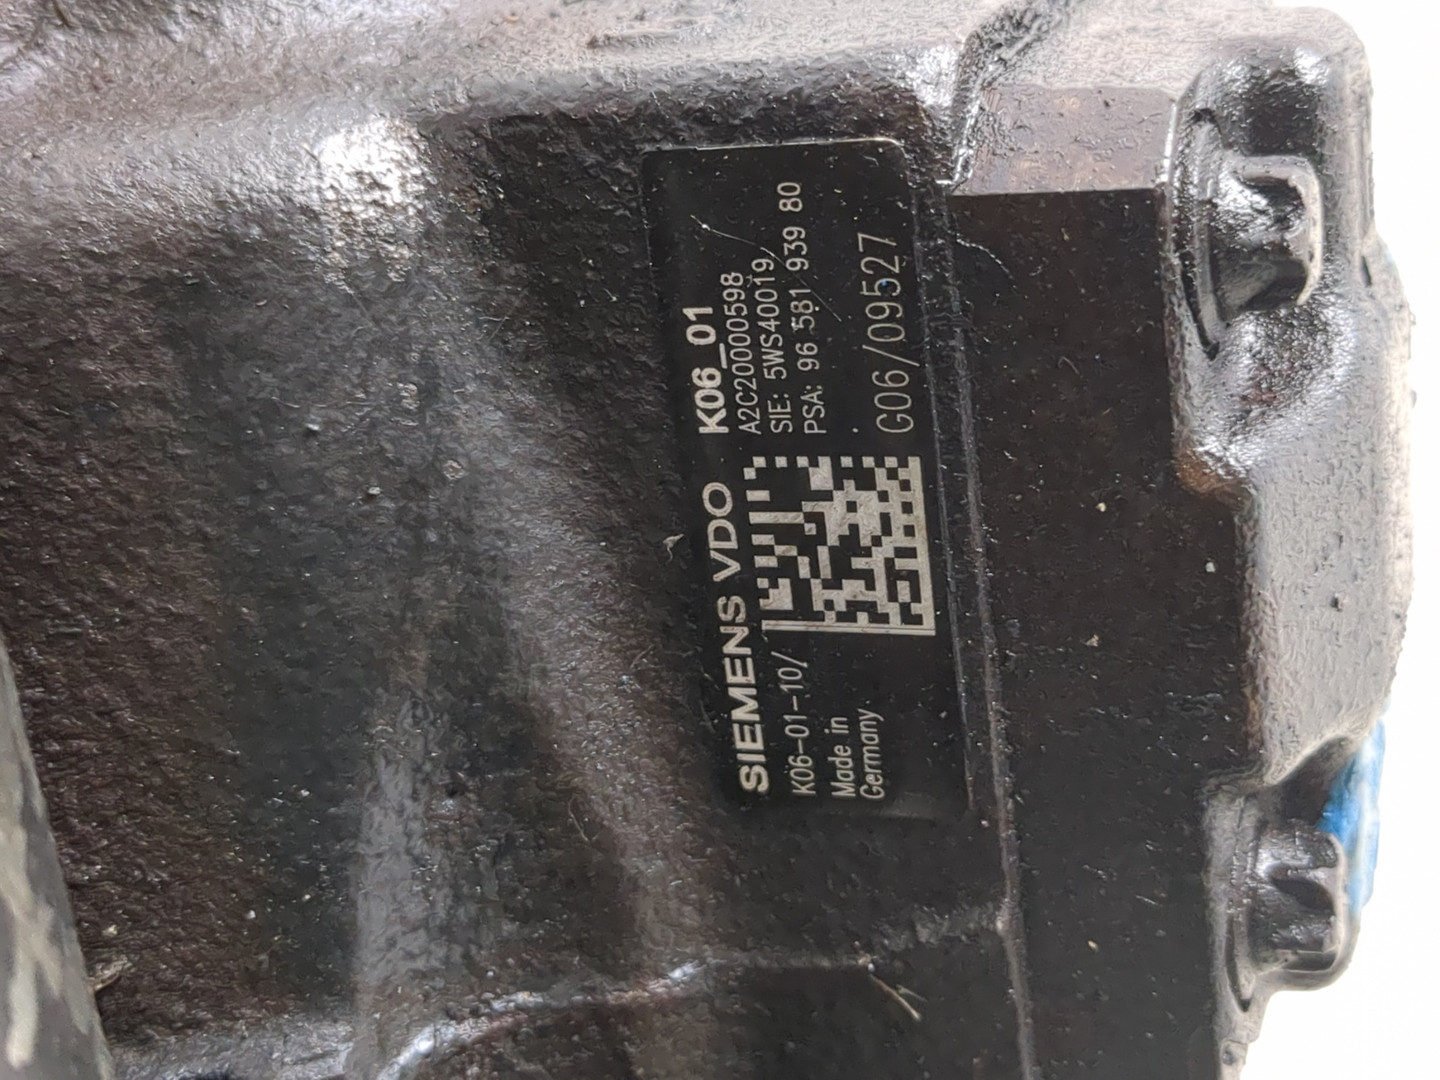 SIEMENS VDO K06_01
A2C20000598
SIE: 5WS40019
PSA: 96 581 939 80
K06-01-10/
Made in
Germany
G06/09527